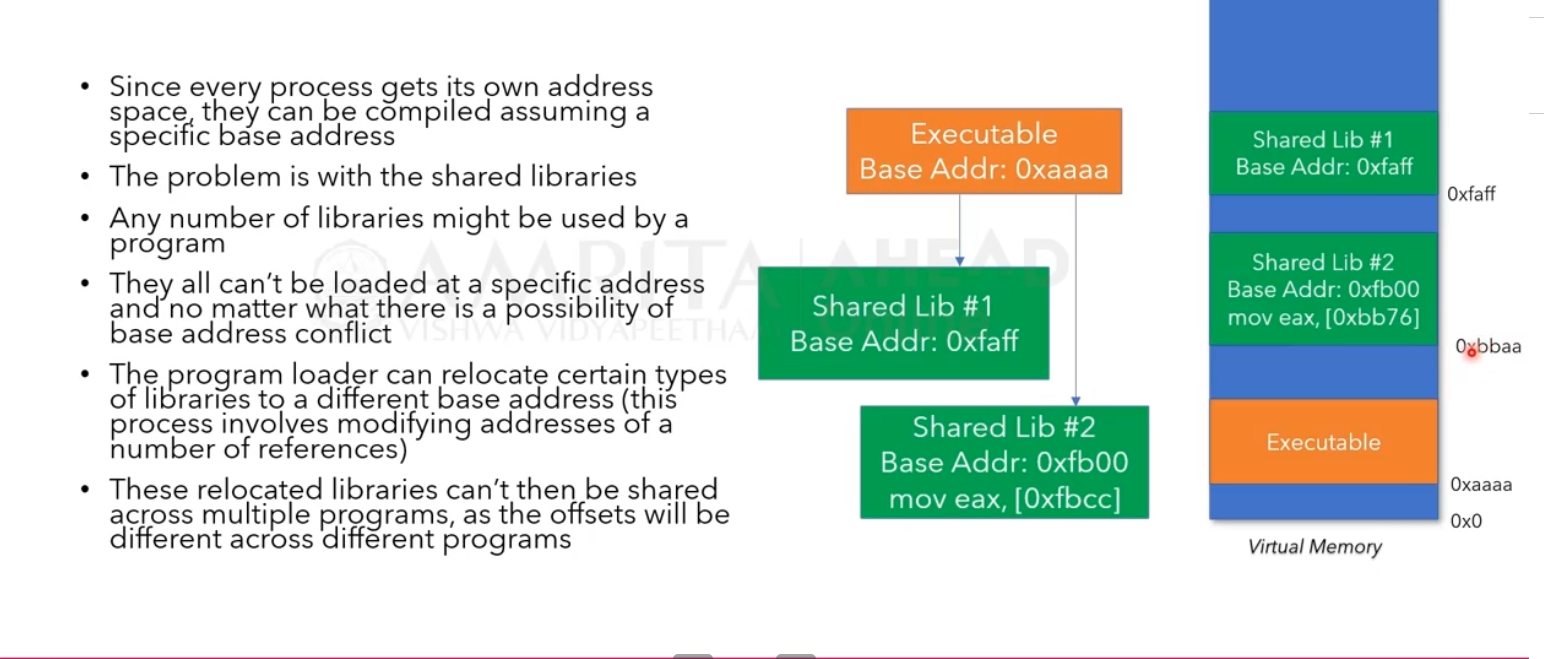 • Since every process gets its own address
space, they can be compiled assuming a
specific base address
• The problem is with the shared libraries
• Any number of libraries might be used by a
program
• They all can’t be loaded at a specific address
and no matter what there is a possibility of
base address conflict
• The program loader can relocate certain types
of libraries to a different base address (this
process involves modifying addresses of a
number of references)
• These relocated libraries can’t then be shared
across multiple programs, as the offsets will be
different across different programs
AMRITA AHEAD
VISHWA VIDYAPEETHAM Online
Executable
Base Addr: 0xaaaa
Shared Lib #1
Base Addr: 0xfaff
Shared Lib #2
Base Addr: 0xfb00
mov eax, [0xfbcc]
Shared Lib #1
Base Addr: 0xfaff
0xfaff
Shared Lib #2
Base Addr: 0xfb00
mov eax, [0xbb76]
0xbbaa
Executable
0xaaaa
0x0
Virtual Memory